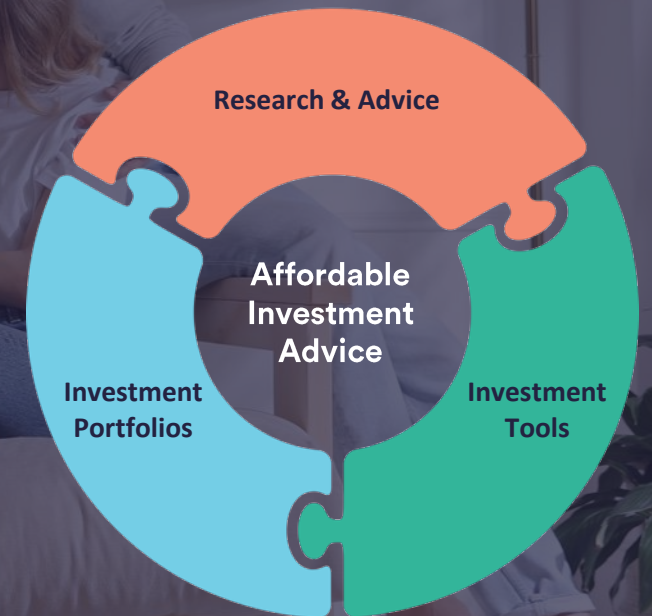 Research & Advice
Affordable
Investment
Advice
Investment
Portfolios
Investment
Tools